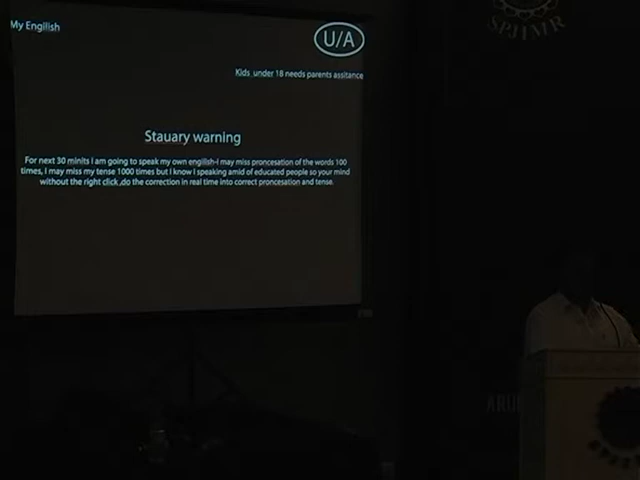 My Engilish
U/A
Kids under 18 needs parents assitance
Stauary warning
For next 30 minits I am going to speak my own engilish-I may miss proncesation of the words 100
times, I may miss my tense 1000 times but I know I speaking amid of educated people so your mind
without the right click ,do the correction in real time into correct proncesation and tense.
SPJIMR
ARU